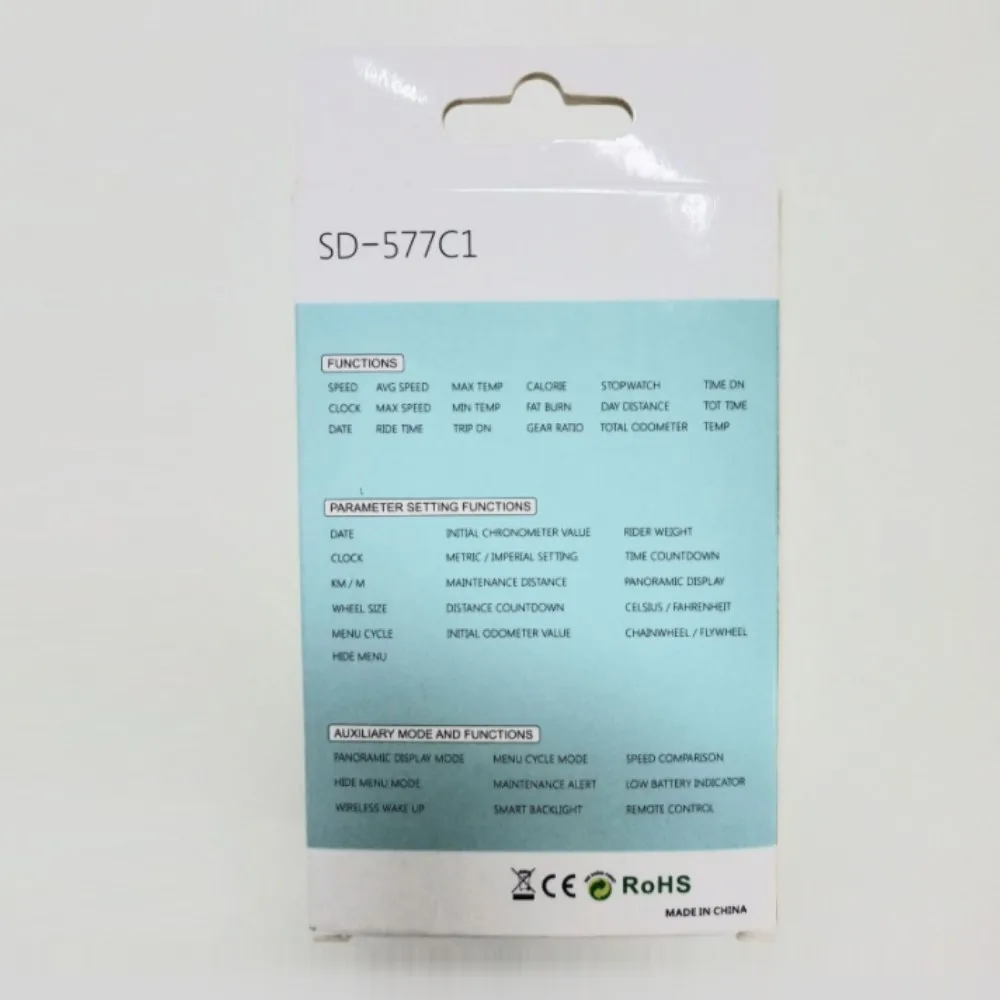 SD-577C1
FUNCTIONS
SPEED AVG SPEED MAX TEMP CALORIE STOPWATCH TIME DN
CLOCK MAX SPEED MIN TEMP FAT BURN DAY DISTANCE TOT TIME
DATE RIDE TIME TRIP DN GEAR RATIO TOTAL ODOMETER TEMP
PARAMETER SETTING FUNCTIONS
DATE INITIAL CHRONOMETER VALUE RIDER WEIGHT
CLOCK METRIC / IMPERIAL SETTING TIME COUNTDOWN
KM / M MAINTENANCE DISTANCE PANORAMIC DISPLAY
WHEEL SIZE DISTANCE COUNTDOWN CELSIUS / FAHRENHEIT
MENU CYCLE INITIAL ODOMETER VALUE CHAINWHEEL / FLYWHEEL
HIDE MENU
AUXILIARY MODE AND FUNCTIONS
PANORAMIC DISPLAY MODE MENU CYCLE MODE SPEED COMPARISON
HIDE MENU MODE MAINTENANCE ALERT LOW BATTERY INDICATOR
WIRELESS WAKE UP SMART BACKLIGHT REMOTE CONTROL
CE RoHS
MADE IN CHINA